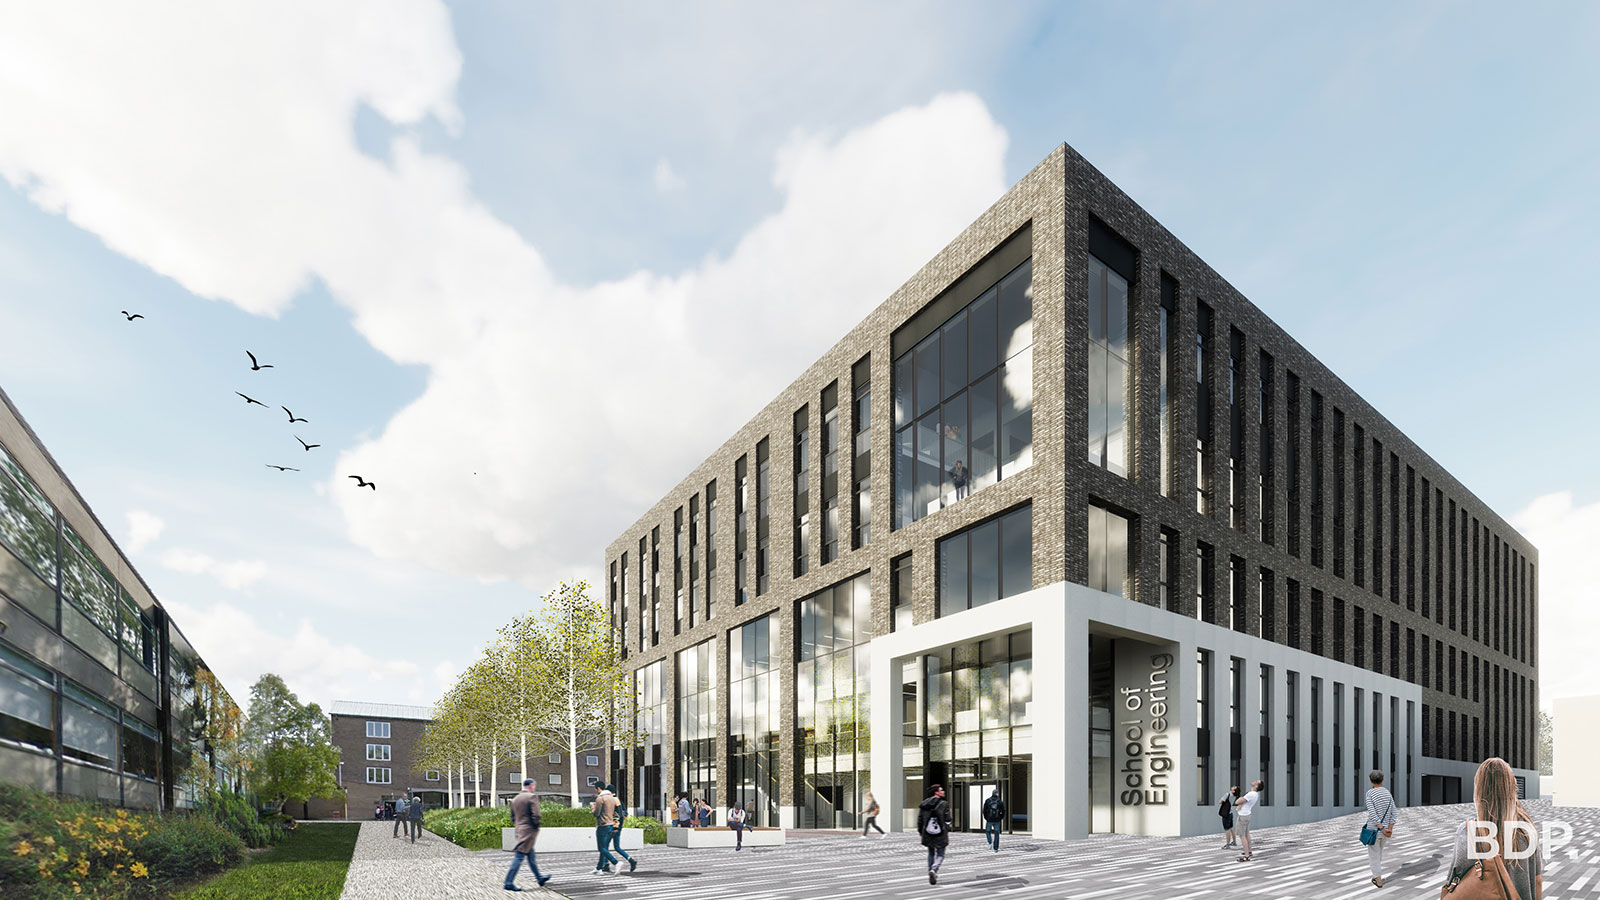 School of
Engineering
BDP.